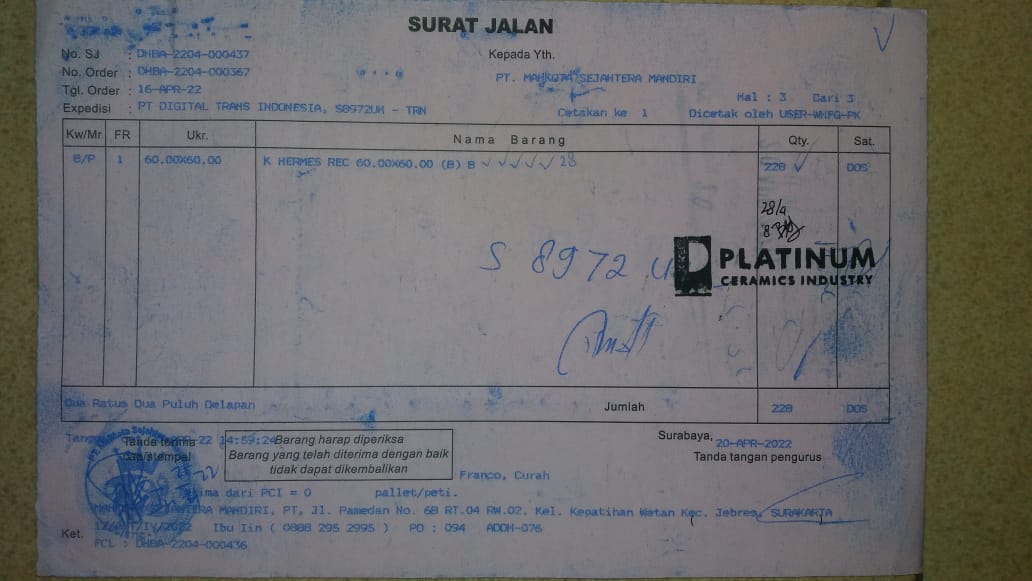 SURAT JALAN
No. SJ : DHBA-2204-000437
Kepada Yth.
No. Order : DHBA-2204-000367
PT. MAHKOTA SEJAHTERA MANDIRI
Tgl. Order : 16-APR-22
Hal : 3 Dari 3
Expedisi : PT DIGITAL TRANS INDONESIA, S8972UK - TRN
Cetakan ke 1 Dicetak oleh USER-WHFG-PK
Kw/Mr FR Ukr. Nama Barang Qty. Sat.
B/P 1 60.00X60.00 K HERMES REC 60.00X60.00 (B) B 28 228 DOS
28/4
S 8972 U
PLATINUM
CERAMICS INDUSTRY
Dua Ratus Dua Puluh Delapan
Jumlah 228 DOS
14:59:24
Tanda terima
dan/stempel
Barang harap diperiksa
Barang yang telah diterima dengan baik
tidak dapat dikembalikan
Surabaya, 20-APR-2022
Tanda tangan pengurus
Franco, Curah
Terima dari PCI = 0 pallet/peti.
MAHKOTA SEJAHTERA MANDIRI, PT, Jl. Pamedan No. 6B RT.04 RW.02. Kel. Kepatihan Wetan Kec. Jebres, SURAKARTA
Ket.
/IV/2022 Ibu Iin ( 0888 295 2995 ) PO : 094 ADDH-076
PCL : DHBA-2204-000436